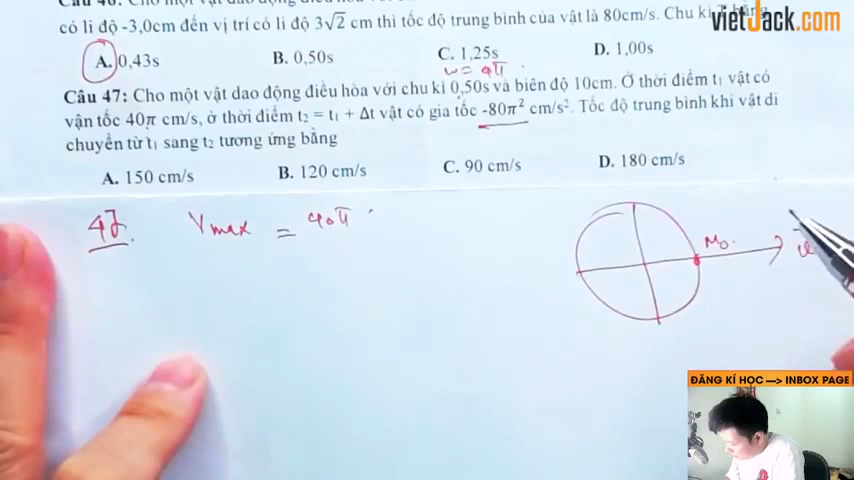 có li độ -3,0cm đến vị trí có li độ 3√2 cm thì tốc độ trung bình của vật là 80cm/s. Chu kì T bằng
vietJack.com
A. 0,43s
B. 0,50s
C. 1,25s
D. 1,00s
ω = 4π
Câu 47: Cho một vật dao động điều hòa với chu kì 0,50s và biên độ 10cm. Ở thời điểm t₁ vật có
vận tốc 40π cm/s, ở thời điểm t₂ = t₁ + Δt vật có gia tốc -80π² cm/s². Tốc độ trung bình khi vật di
chuyển từ t₁ sang t₂ tương ứng bằng
A. 150 cm/s
B. 120 cm/s
C. 90 cm/s
D. 180 cm/s
47. Vmax = 40π
M₀
ĐĂNG KÍ HỌC —> INBOX PAGE